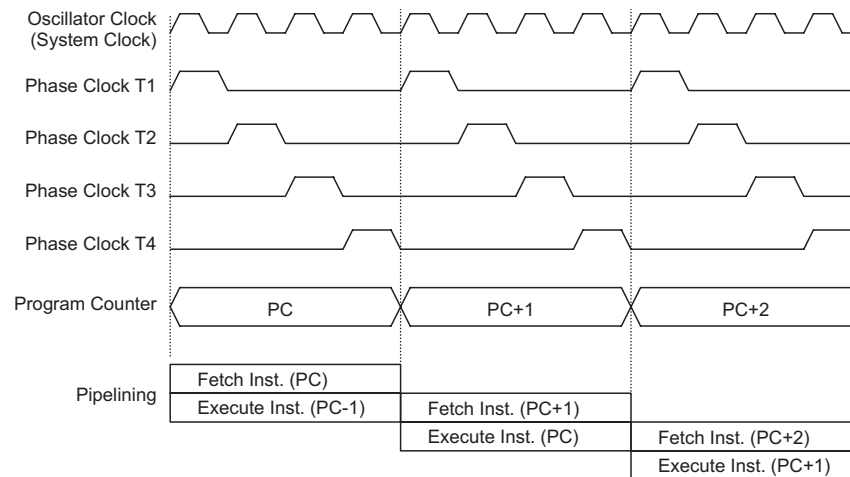 Oscillator Clock
(System Clock)
Phase Clock T1
Phase Clock T2
Phase Clock T3
Phase Clock T4
Program Counter
PC
PC+1
PC+2
Pipelining
Fetch Inst. (PC)
Execute Inst. (PC-1)
Fetch Inst. (PC+1)
Execute Inst. (PC)
Fetch Inst. (PC+2)
Execute Inst. (PC+1)